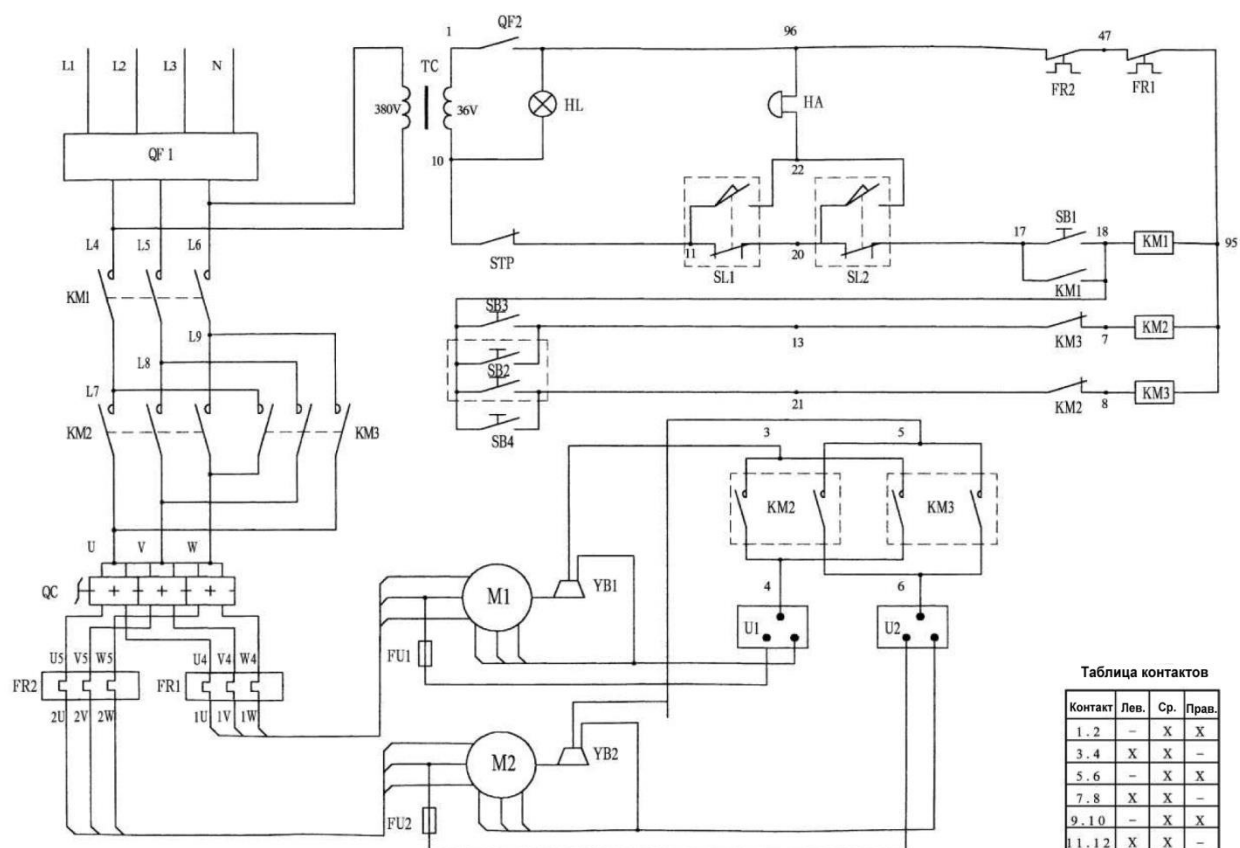 L1 L2 L3 N
QF 1
380V TC 36V
1 QF2 96 47
HL HA FR2 FR1
10 22
STP 11 SL1 20 SL2 17 SB1 18 KM1 95
KM1
L4 L5 L6
KM1
L9
L8
L7
KM2 KM3
SB3
13 KM3 7 KM2
SB2
21 KM2 8 KM3
SB4
3 5
KM2 KM3
4 6
U1 U2
U V W
QC
U5 V5 W5 U4 V4 W4
FR2 FR1
2U 2V 2W 1U 1V 1W
M1 YB1
FU1
M2 YB2
FU2
Таблица контактов
Контакт Лев. Ср. Прав.
1.2 – X X
3.4 X X –
5.6 – X X
7.8 X X –
9.10 – X X
11.12 X X –